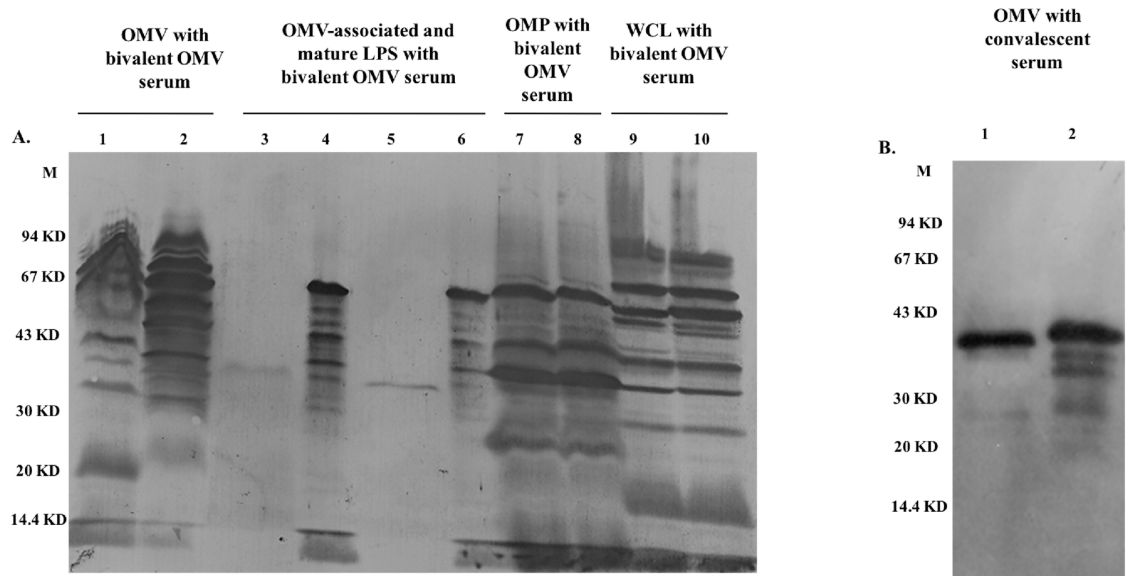 OMV with
bivalent OMV
serum
OMV-associated and
mature LPS with
bivalent OMV serum
OMP with
bivalent
OMV
serum
WCL with
bivalent OMV
serum
OMV with
convalescent
serum
1 2 3 4 5 6 7 8 9 10
A.
M
94 KD
67 KD
43 KD
30 KD
20 KD
14.4 KD
1 2
B.
M
94 KD
67 KD
43 KD
30 KD
20 KD
14.4 KD